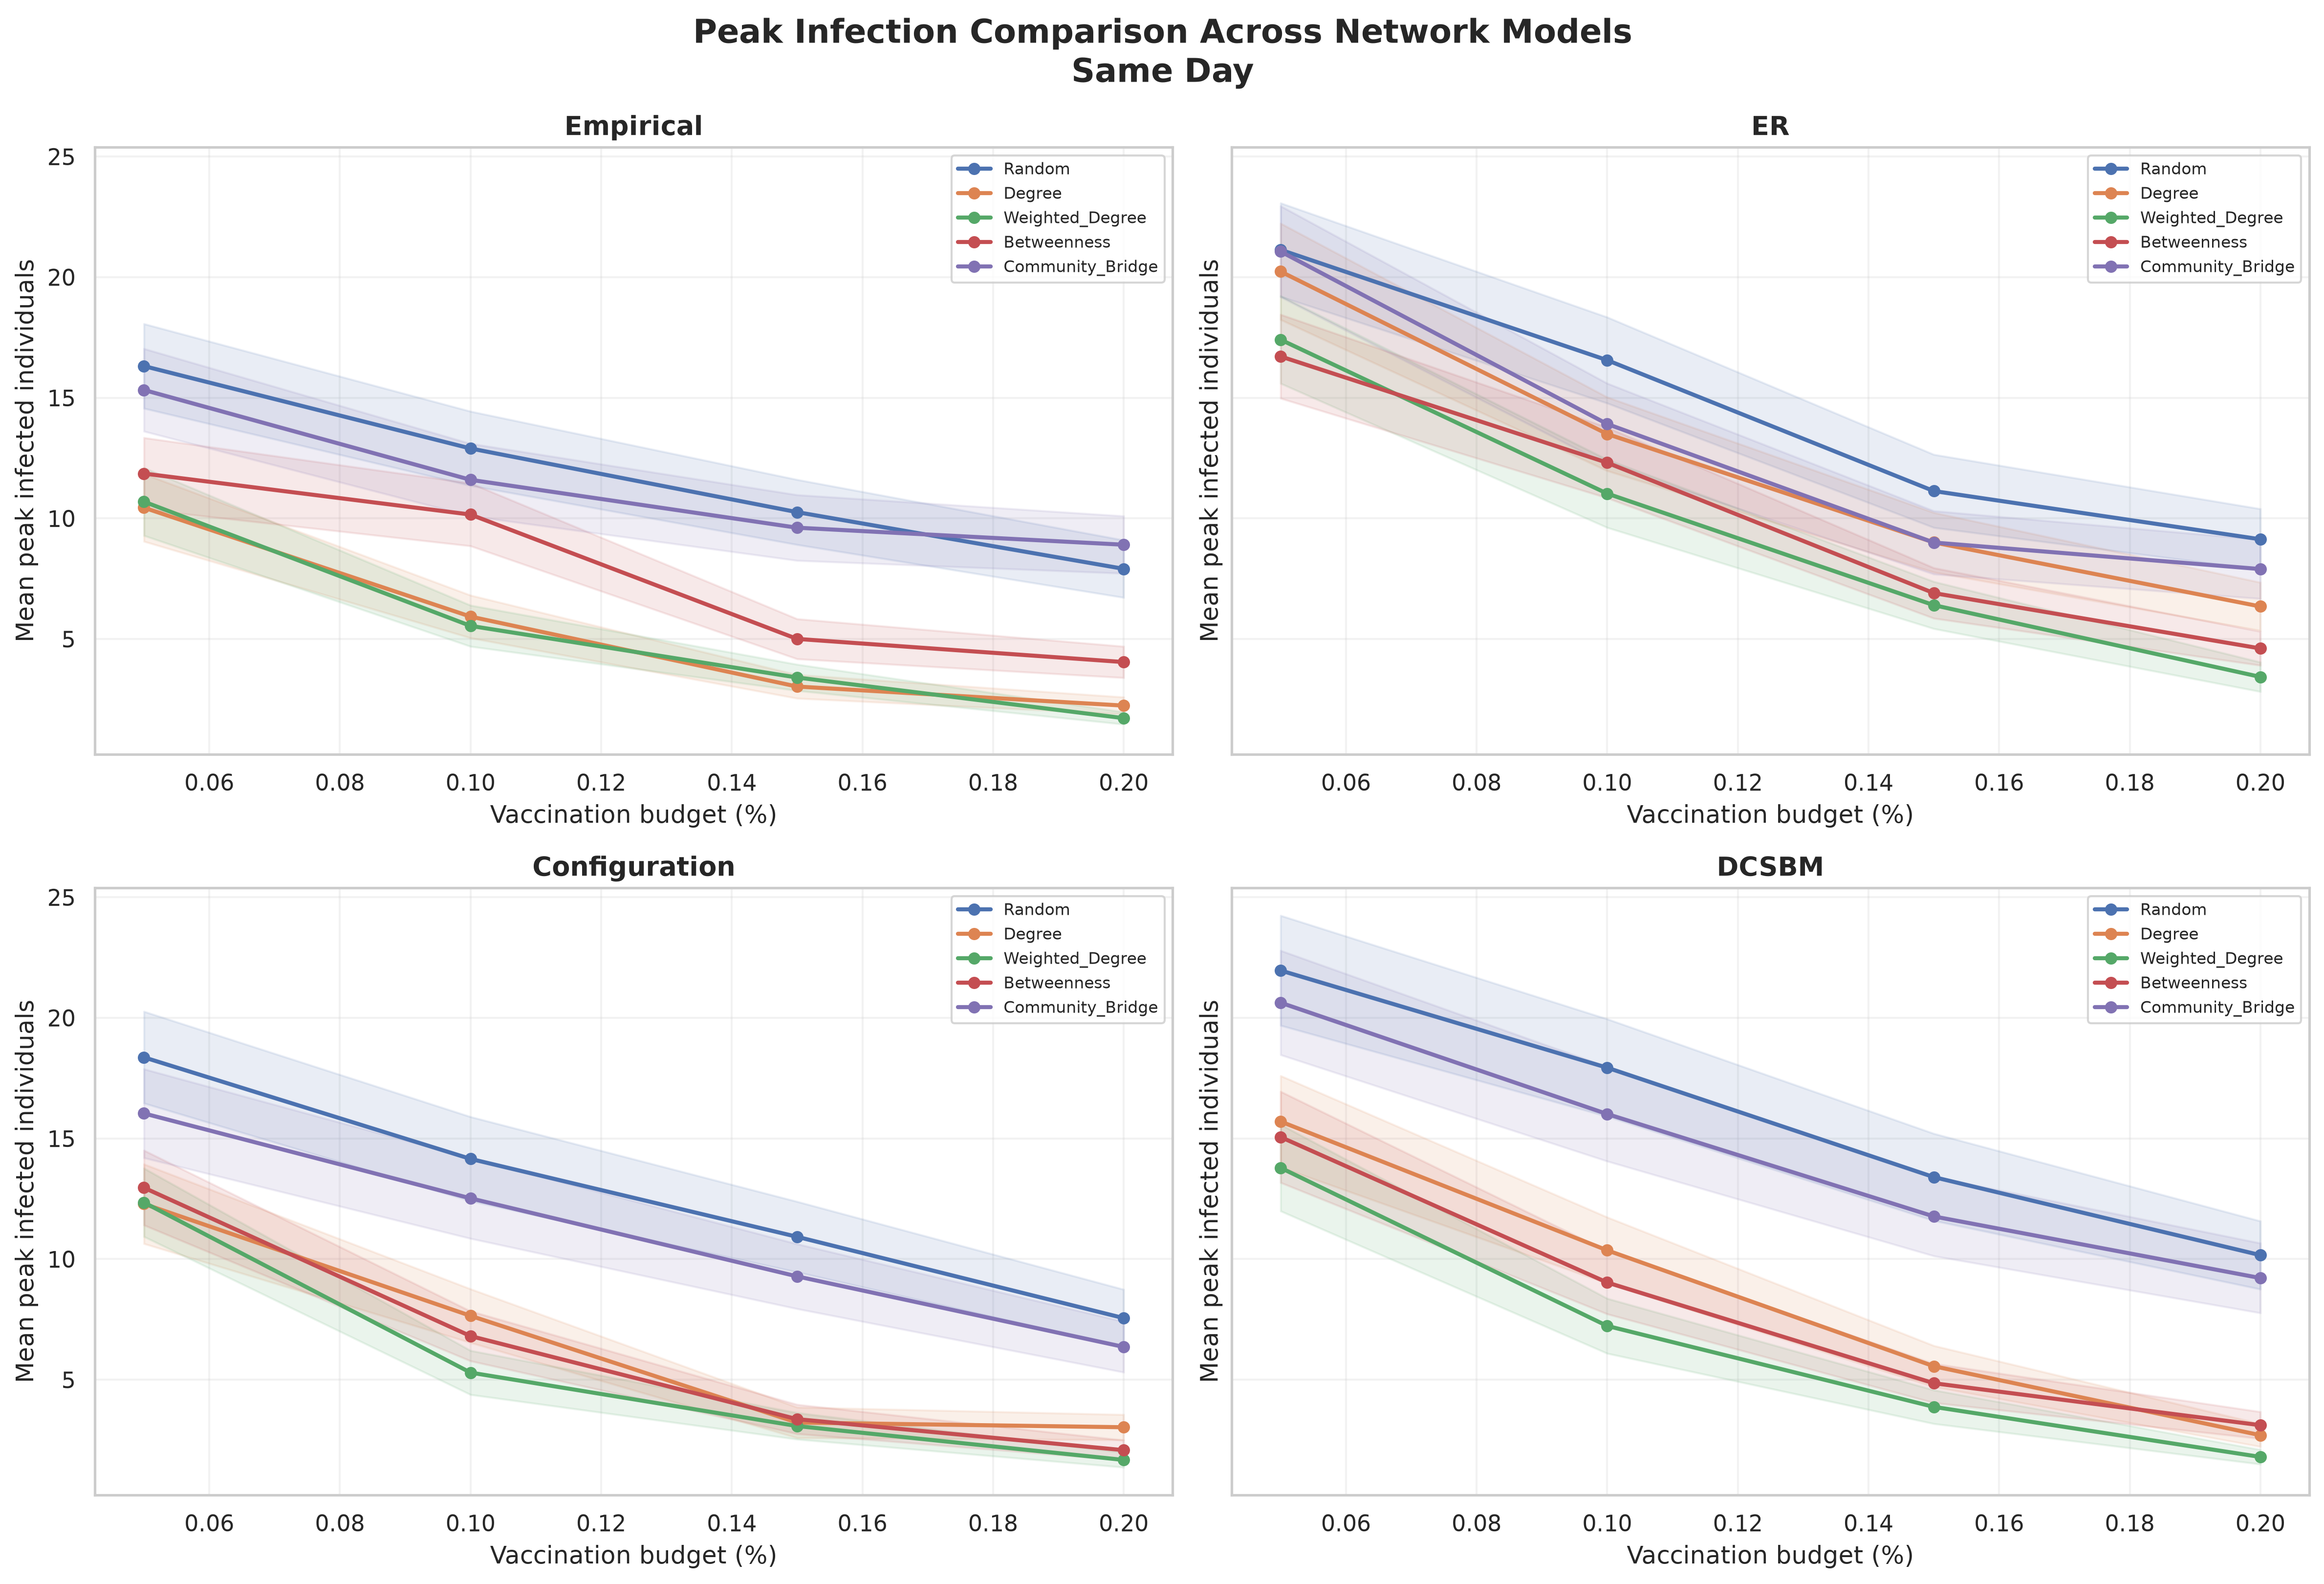 Peak Infection Comparison Across Network Models
Same Day
Empirical
Mean peak infected individuals
25
20
15
10
5
Random
Degree
Weighted_Degree
Betweenness
Community_Bridge
0.06 0.08 0.10 0.12 0.14 0.16 0.18 0.20
Vaccination budget (%)
ER
Mean peak infected individuals
Random
Degree
Weighted_Degree
Betweenness
Community_Bridge
0.06 0.08 0.10 0.12 0.14 0.16 0.18 0.20
Vaccination budget (%)
Configuration
Mean peak infected individuals
25
20
15
10
5
Random
Degree
Weighted_Degree
Betweenness
Community_Bridge
0.06 0.08 0.10 0.12 0.14 0.16 0.18 0.20
Vaccination budget (%)
DCSBM
Mean peak infected individuals
Random
Degree
Weighted_Degree
Betweenness
Community_Bridge
0.06 0.08 0.10 0.12 0.14 0.16 0.18 0.20
Vaccination budget (%)